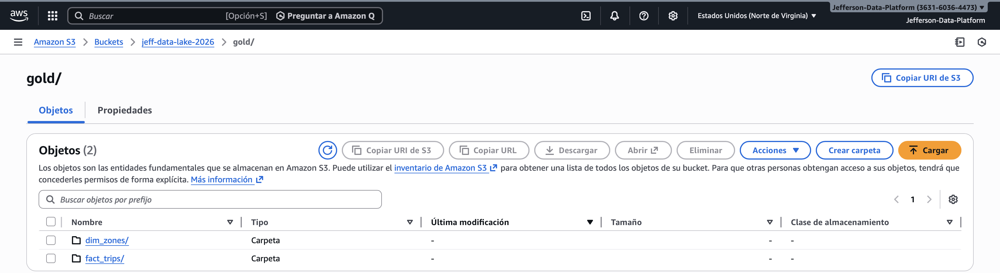 aws
Buscar [Opción+S] Preguntar a Amazon Q
Estados Unidos (Norte de Virginia)
Jefferson-Data-Platform (3631-6036-4473)
Jefferson-Data-Platform
Amazon S3 Buckets jeff-data-lake-2026 gold/
gold/
Copiar URI de S3
Objetos Propiedades
Objetos (2)
Copiar URI de S3 Copiar URL Descargar Abrir Eliminar Acciones Crear carpeta Cargar
Los objetos son las entidades fundamentales que se almacenan en Amazon S3. Puede utilizar el inventario de Amazon S3 para obtener una lista de todos los objetos de su bucket. Para que otras personas obtengan acceso a sus objetos, tendrá que
concederles permisos de forma explícita. Más información
Buscar objetos por prefijo
1
Nombre Tipo Última modificación Tamaño Clase de almacenamiento
dim_zones/ Carpeta - - -
fact_trips/ Carpeta - - -